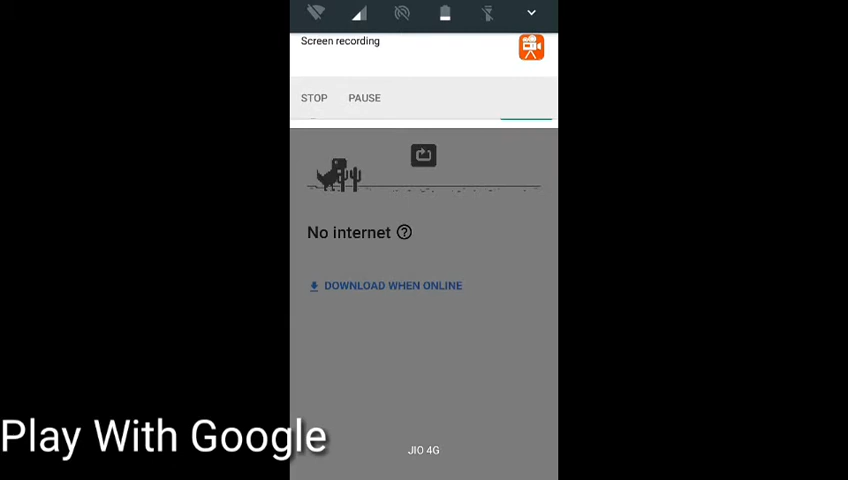 Screen recording
STOP PAUSE
No internet
DOWNLOAD WHEN ONLINE
Play With Google
JIO 4G